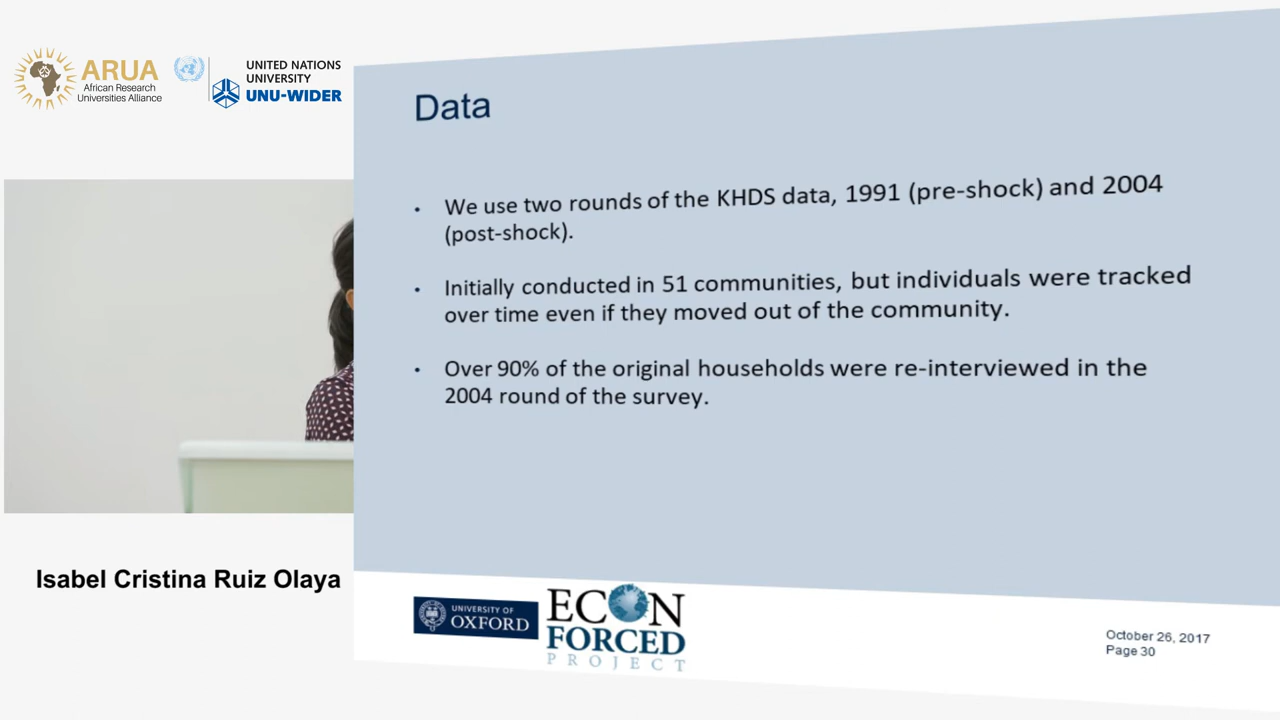 ARUA
African Research
Universities Alliance
UNITED NATIONS
UNIVERSITY
UNU-WIDER
Data
• We use two rounds of the KHDS data, 1991 (pre-shock) and 2004
(post-shock).
• Initially conducted in 51 communities, but individuals were tracked
over time even if they moved out of the community.
• Over 90% of the original households were re-interviewed in the
2004 round of the survey.
Isabel Cristina Ruiz Olaya
UNIVERSITY OF
OXFORD
ECON
FORCED
PROJECT
October 26, 2017
Page 30